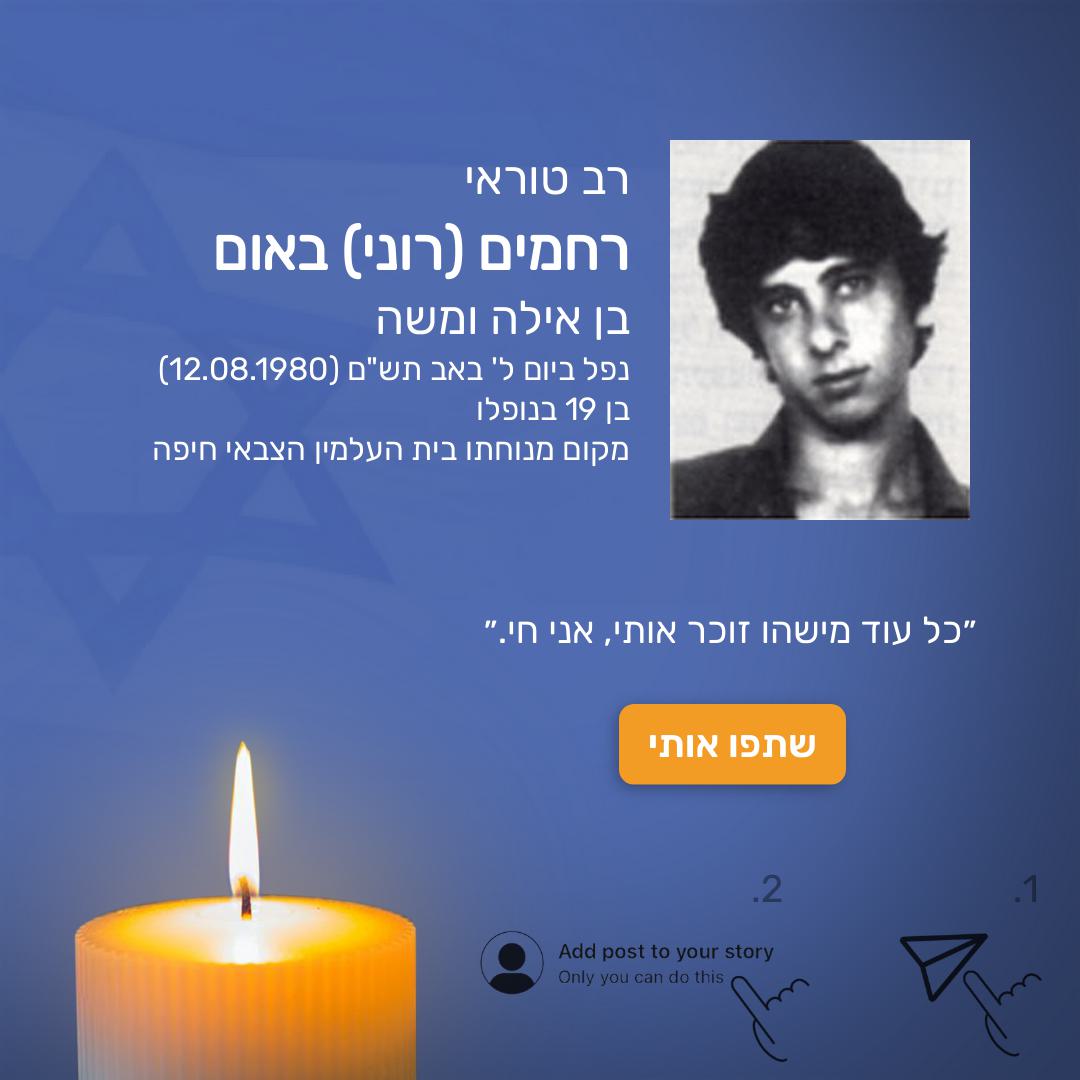 רב טוראי
רחמים (רוני) באום
בן אילה ומשה
נפל ביום ל' באב תש"ם (12.08.1980)
בן 19 בנופלו
מקום מנוחתו בית העלמין הצבאי חיפה
״כל עוד מישהו זוכר אותי, אני חי.״
שתפו אותי
.1
.2
Add post to your story
Only you can do this